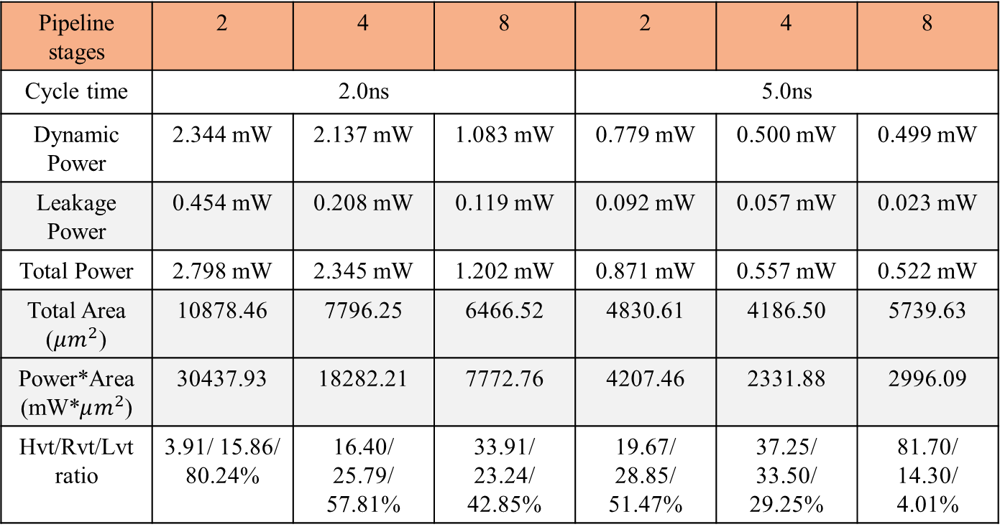 Pipeline stages 2 4 8 2 4 8
Cycle time 2.0ns 5.0ns
Dynamic Power 2.344 mW 2.137 mW 1.083 mW 0.779 mW 0.500 mW 0.499 mW
Leakage Power 0.454 mW 0.208 mW 0.119 mW 0.092 mW 0.057 mW 0.023 mW
Total Power 2.798 mW 2.345 mW 1.202 mW 0.871 mW 0.557 mW 0.522 mW
Total Area (μm²) 10878.46 7796.25 6466.52 4830.61 4186.50 5739.63
Power*Area (mW*μm²) 30437.93 18282.21 7772.76 4207.46 2331.88 2996.09
Hvt/Rvt/Lvt ratio 3.91/ 15.86/ 80.24% 16.40/ 25.79/ 57.81% 33.91/ 23.24/ 42.85% 19.67/ 28.85/ 51.47% 37.25/ 33.50/ 29.25% 81.70/ 14.30/ 4.01%